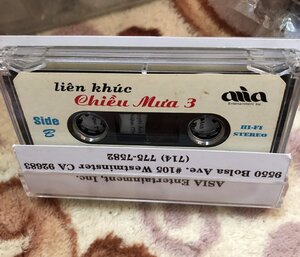 liên khúc
Chiều Mưa 3
asia
Entertainment Inc
Side
B
HI-FI
STEREO
ASIA Entertainment, Inc.
9550 Bolsa Ave. #105 Westminster CA 92683
(714) 775-7582